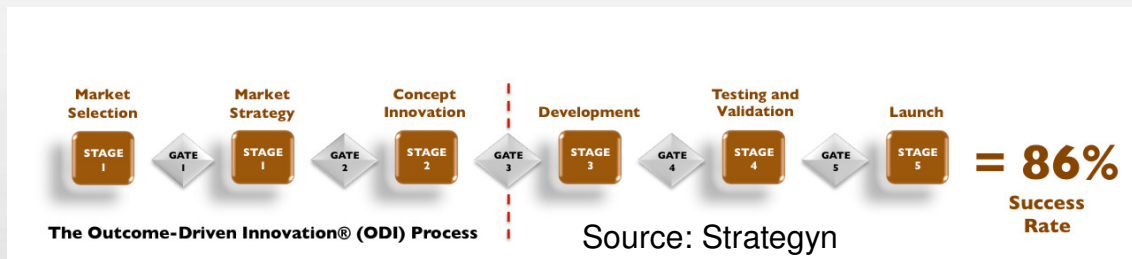 Market
Selection
Market
Strategy
Concept
Innovation
Development
Testing and
Validation
Launch
STAGE
1
GATE
1
STAGE
1
GATE
2
STAGE
2
GATE
3
STAGE
3
GATE
4
STAGE
4
GATE
5
STAGE
5
= 86%
Success
Rate
The Outcome-Driven Innovation® (ODI) Process
Source: Strategyn